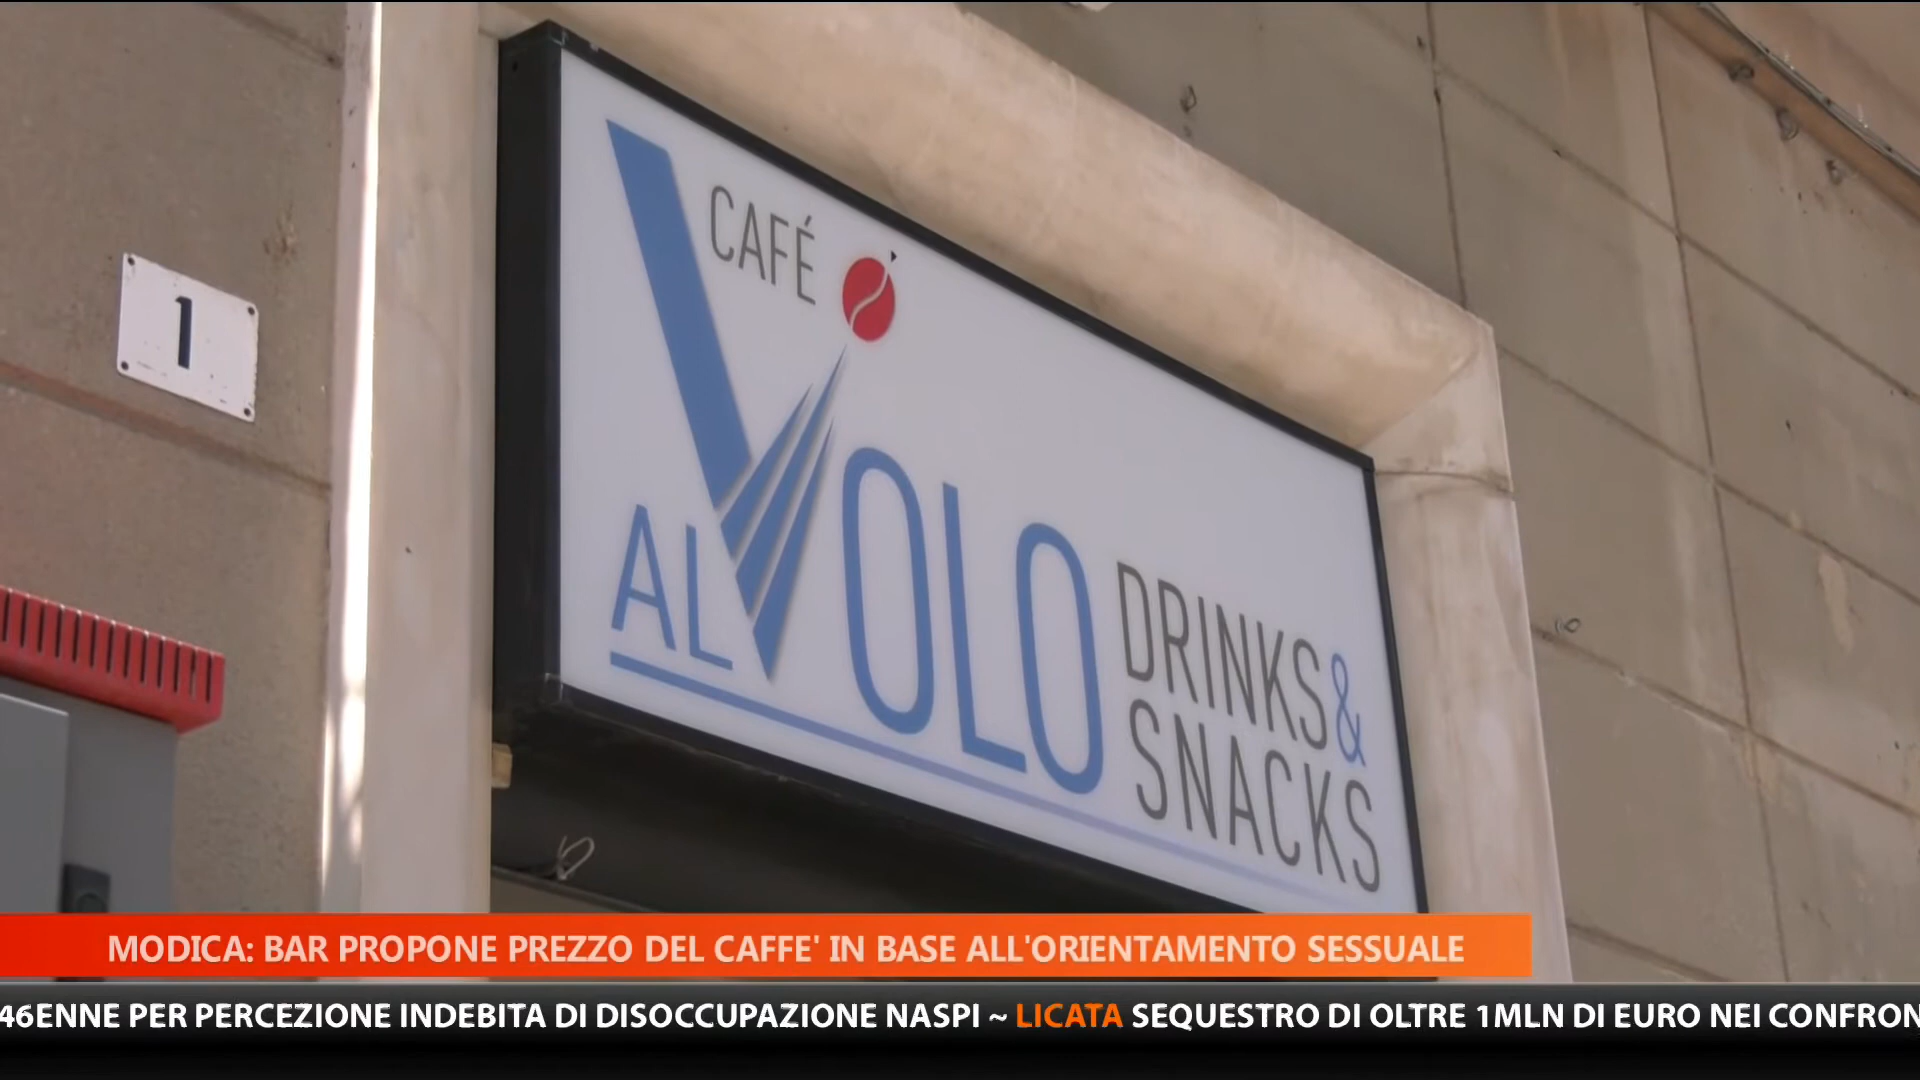 1
CAFÉ
AL VOLO
DRINKS &
SNACKS
MODICA: BAR PROPONE PREZZO DEL CAFFE' IN BASE ALL'ORIENTAMENTO SESSUALE
46ENNE PER PERCEZIONE INDEBITA DI DISOCCUPAZIONE NASPI ~ LICATA SEQUESTRO DI OLTRE 1MLN DI EURO NEI CONFRON